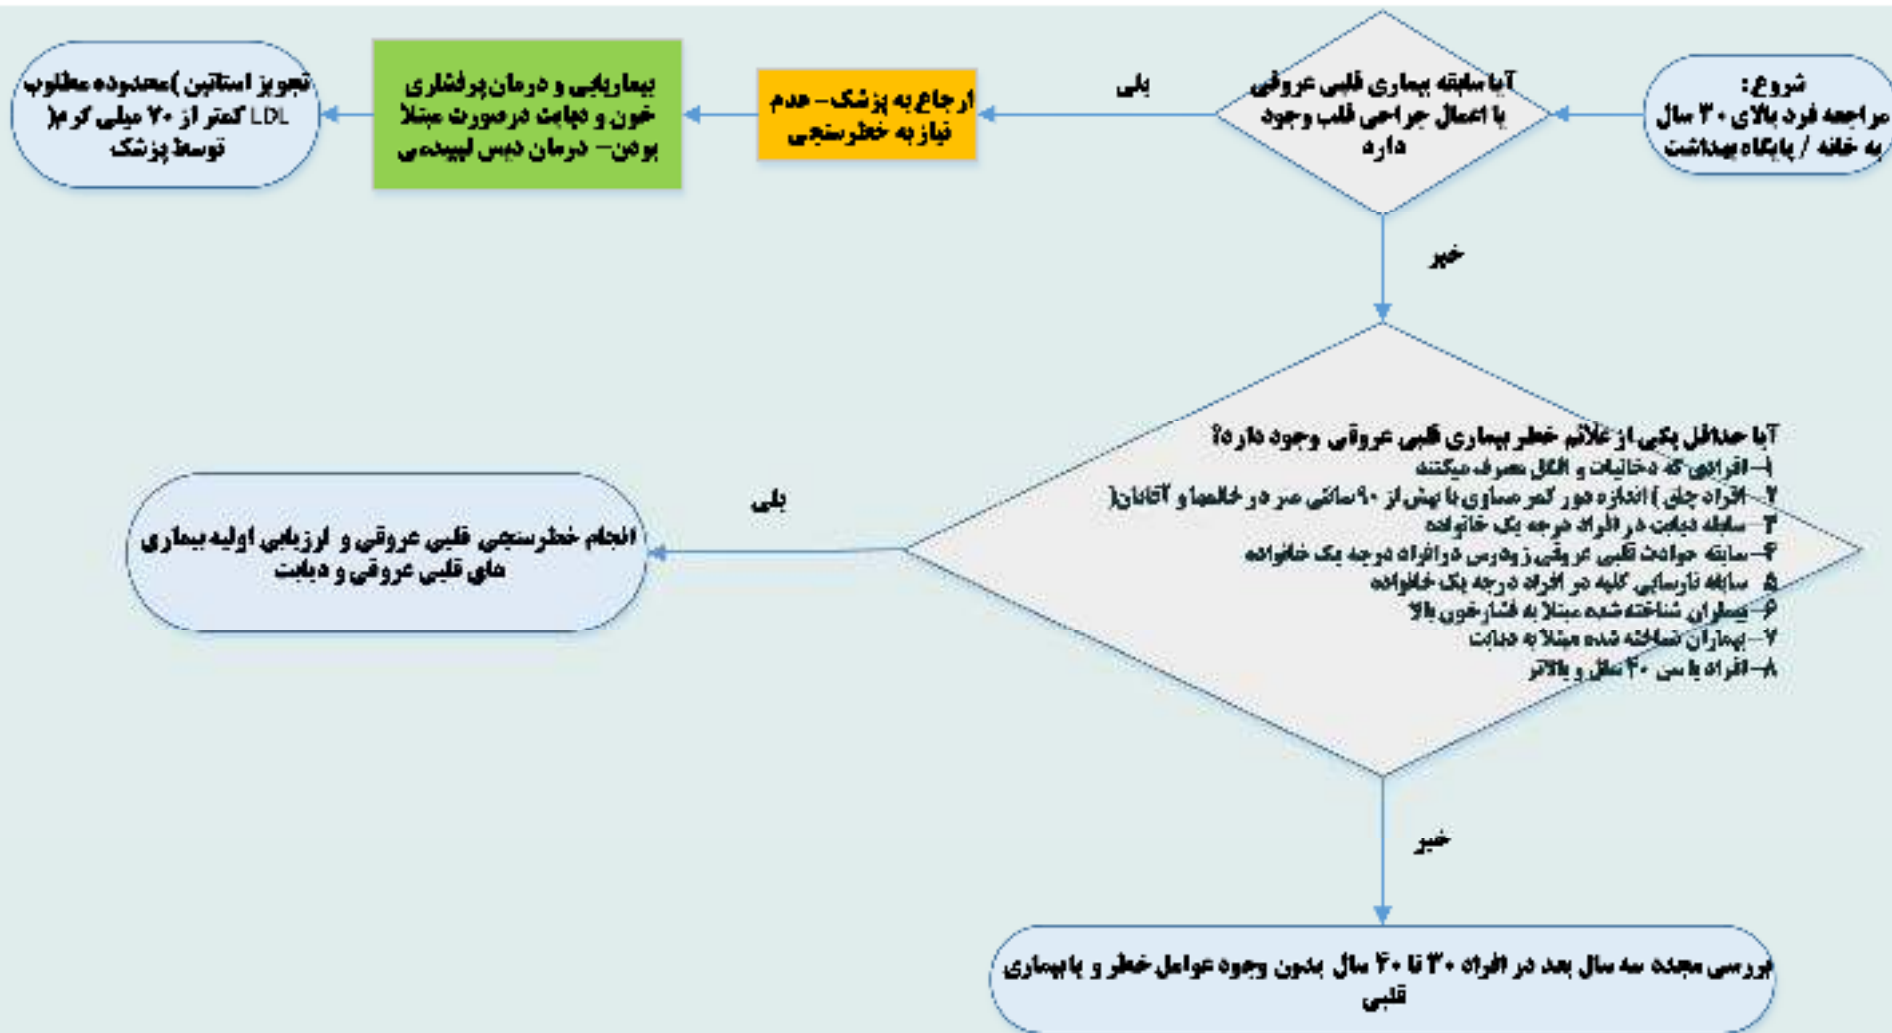 شروع:
مراجعه فرد بالای ۳۰ سال
به خانه / پایگاه بهداشت
آیا سابقه بیماری قلبی عروقی
یا اعمال جراحی قلب وجود
دارد
بلی
ارجاع به پزشک- عدم
نیاز به خطرسنجی
بیماریابی و درمان پرفشاری
خون و دیابت درصورت مبتلا
بودن- درمان دیس لیپیدمی
تجویز استاتین )محدوده مطلوب
LDL کمتر از ۷۰ میلی گرم(
توسط پزشک
خیر
آیا حداقل یکی از علائم خطر بیماری قلبی عروقی وجود دارد؟
۱- افرادی که دخانیات و الکل مصرف میکنند
۲- افراد چاق )اندازه دور کمر مساوی یا بیش از ۹۰ سانتی متر در خانمها و آقایان(
۳- سابقه دیابت در افراد درجه یک خانواده
۴- سابقه حوادث قلبی عروقی زودرس درافراد درجه یک خانواده
۵- سابقه نارسایی کلیه در افراد درجه یک خانواده
۶- بیماران شناخته شده مبتلا به فشارخون بالا
۷- بیماران شناخته شده مبتلا به دیابت
۸- افراد با سن ۴۰ سال و بالاتر
بلی
انجام خطرسنجی قلبی عروقی و ارزیابی اولیه بیماری
های قلبی عروقی و دیابت
خیر
بررسی مجدد سه سال بعد در افراد ۳۰ تا ۴۰ سال بدون وجود عوامل خطر و یابیماری
قلبی